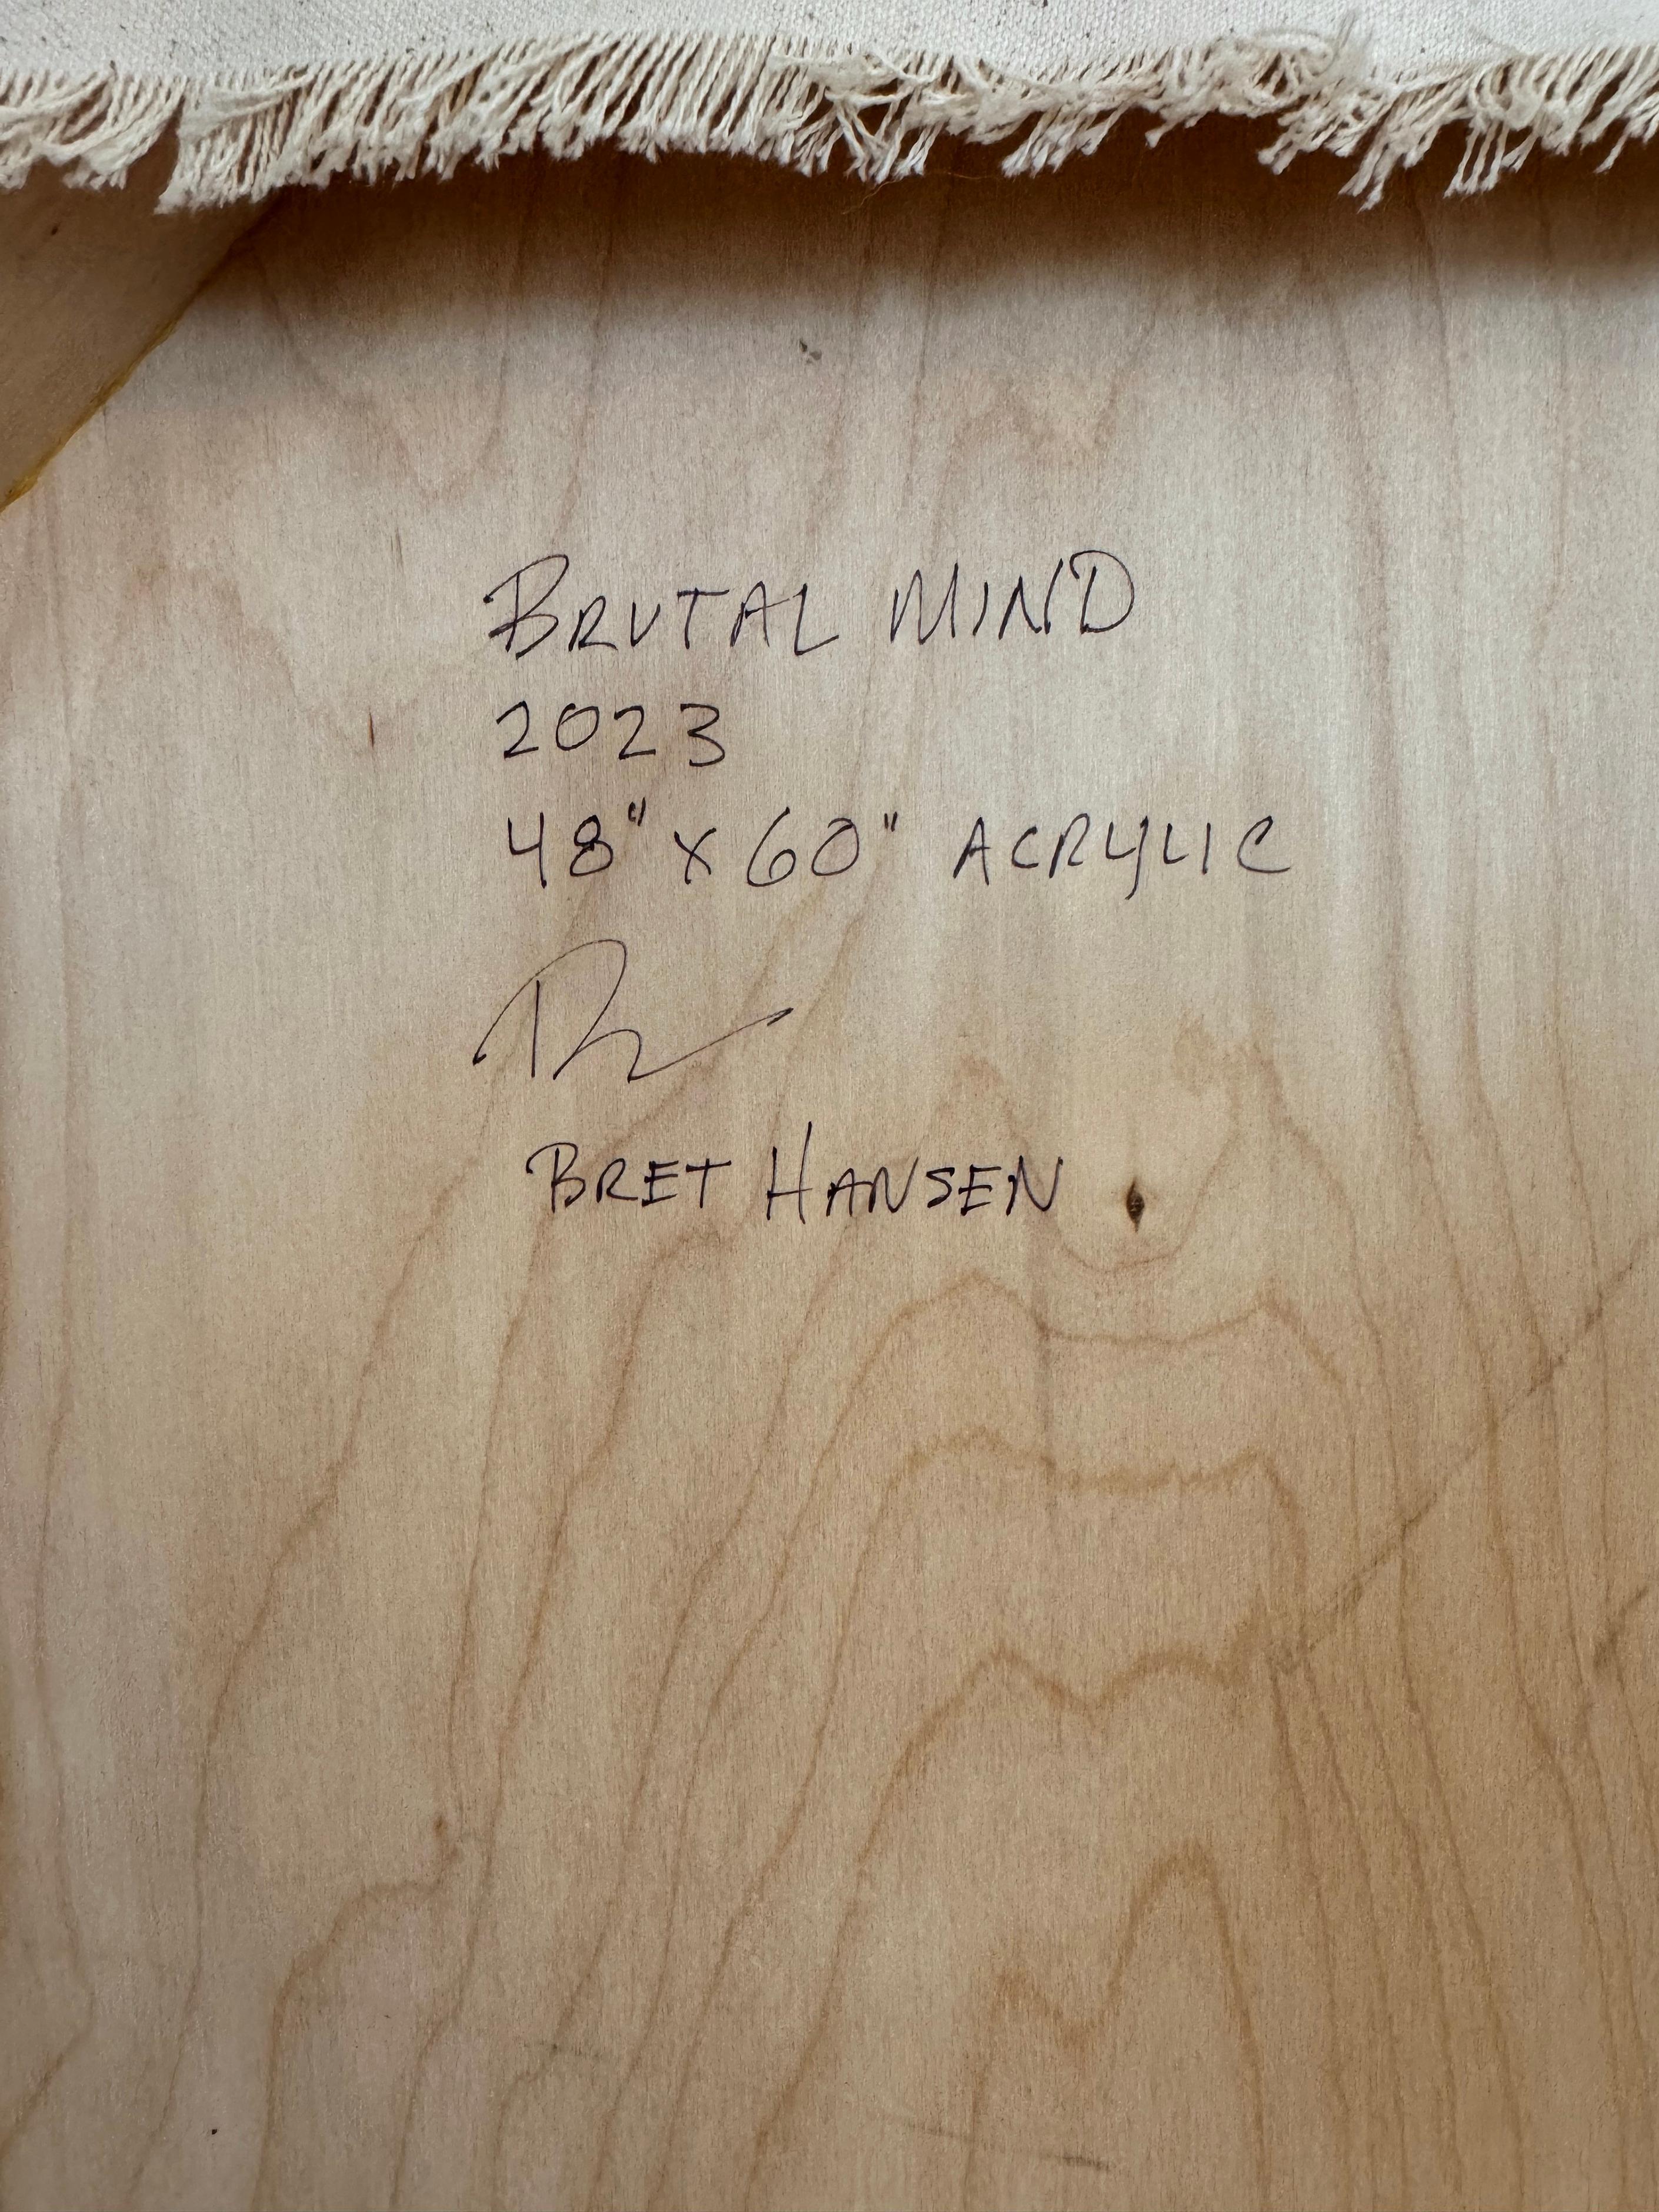 BRUTAL MIND
2023
48" x 60" ACRYLIC
BRET HANSEN